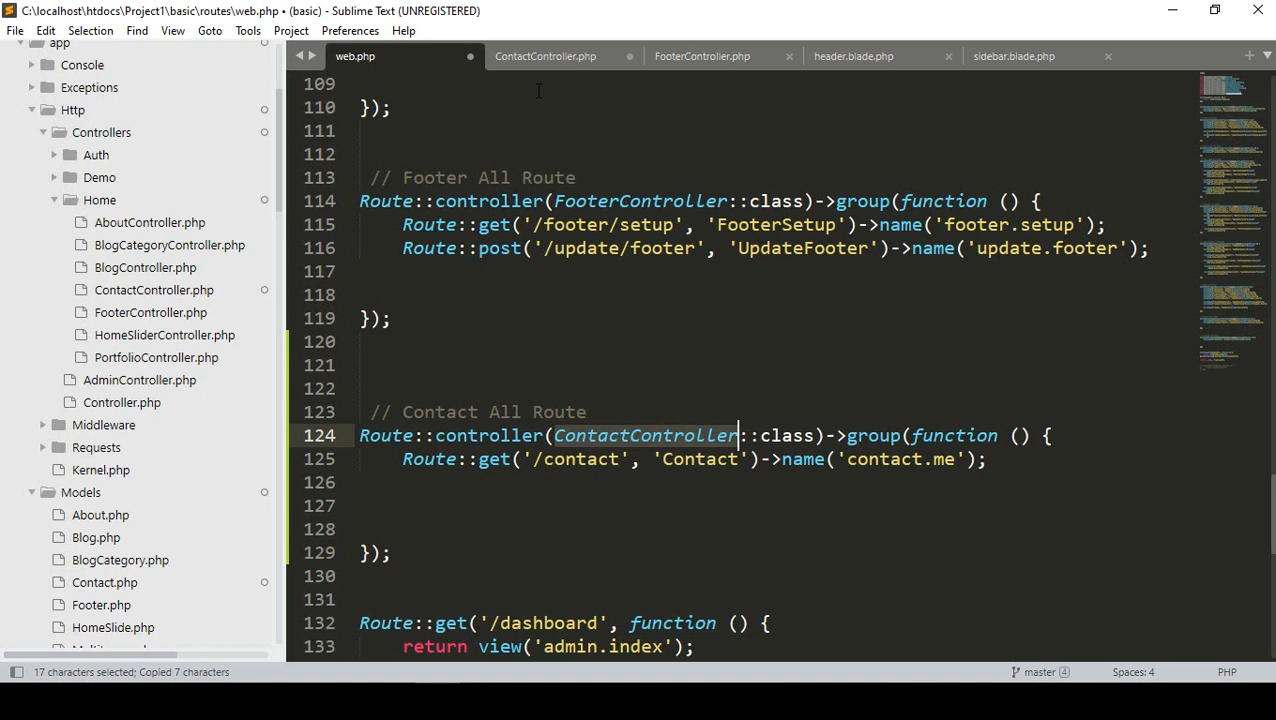 C:\localhost\htdocs\Project1\basic\routes\web.php • (basic) - Sublime Text (UNREGISTERED)
File Edit Selection Find View Goto Tools Project Preferences Help
web.php
ContactController.php
FooterController.php
header.blade.php
sidebar.blade.php
app
Console
Exceptions
Http
Controllers
Auth
Demo
Home
AboutController.php
BlogCategoryController.php
BlogController.php
ContactController.php
FooterController.php
HomeSliderController.php
PortfolioController.php
AdminController.php
Controller.php
Middleware
Requests
Kernel.php
Models
About.php
Blog.php
BlogCategory.php
Contact.php
Footer.php
HomeSlide.php
109
110 });
111
112
113 // Footer All Route
114 Route::controller(FooterController::class)->group(function () {
115 Route::get('/footer/setup', 'FooterSetup')->name('footer.setup');
116 Route::post('/update/footer', 'UpdateFooter')->name('update.footer');
117
118
119 });
120
121
122
123 // Contact All Route
124 Route::controller(ContactController::class)->group(function () {
125 Route::get('/contact', 'Contact')->name('contact.me');
126
127
128
129 });
130
131
132 Route::get('/dashboard', function () {
133 return view('admin.index');
17 characters selected; Copied 7 characters
master 4
Spaces: 4
PHP